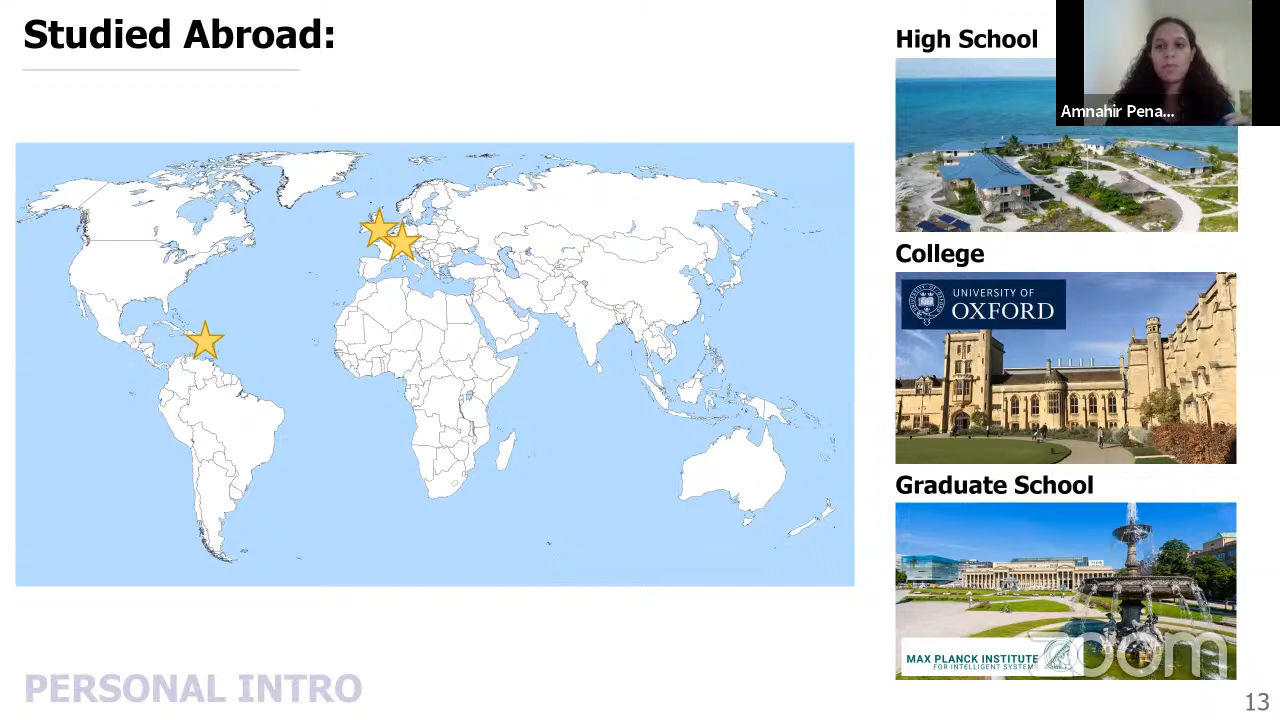 Studied Abroad:
High School
Amnahir Pena...
College
UNIVERSITY OF
OXFORD
Graduate School
MAX PLANCK INSTITUTE
FOR INTELLIGENT SYSTEMS
zoom
PERSONAL INTRO
13